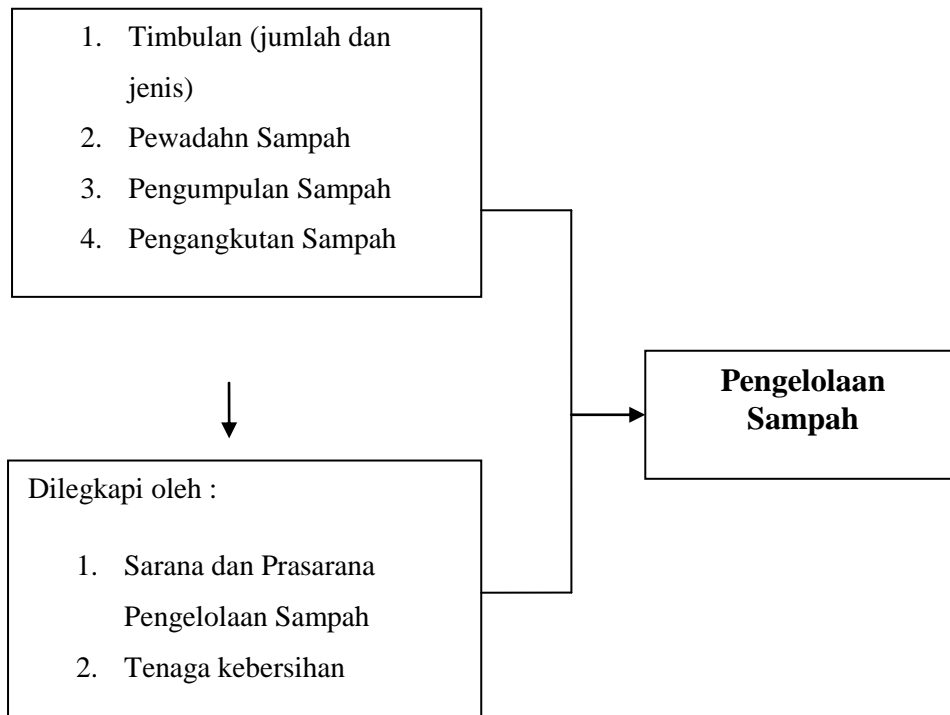 1. Timbulan (jumlah dan
jenis)
2. Pewadahn Sampah
3. Pengumpulan Sampah
4. Pengangkutan Sampah
Pengelolaan
Sampah
Dilegkapi oleh :
1. Sarana dan Prasarana
Pengelolaan Sampah
2. Tenaga kebersihan